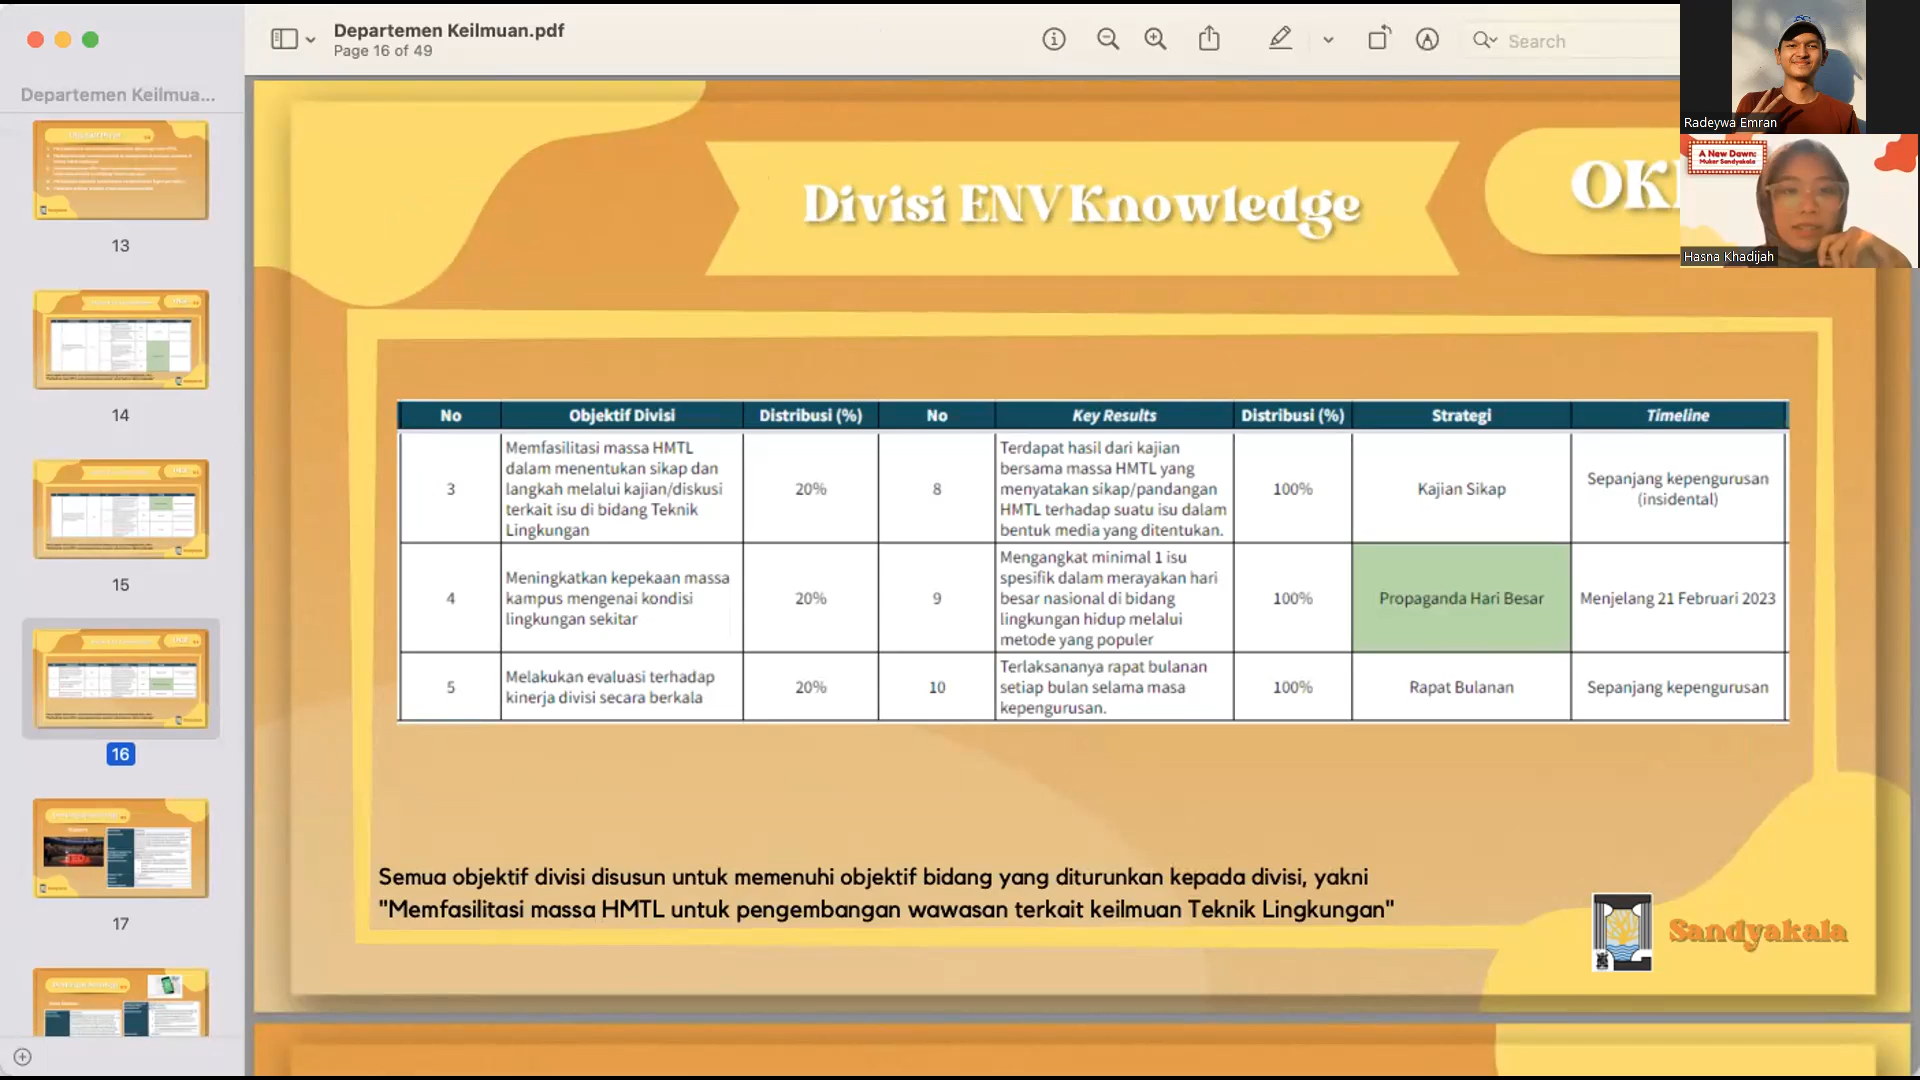 Departemen Keilmuan.pdf
Page 16 of 49
Search
Departemen Keilmua...
13
14
15
16
17
Radeywa Emran
A New Dawn:
Muker Sandyakala
Hasna Khadijah
Divisi ENV Knowledge
No Objektif Divisi Distribusi (%) No Key Results Distribusi (%) Strategi Timeline
3
Memfasilitasi massa HMTL
dalam menentukan sikap dan
langkah melalui kajian/diskusi
terkait isu di bidang Teknik
Lingkungan
20%
8
Terdapat hasil dari kajian
bersama massa HMTL yang
menyatakan sikap/pandangan
HMTL terhadap suatu isu dalam
bentuk media yang ditentukan.
100%
Kajian Sikap
Sepanjang kepengurusan
(insidental)
4
Meningkatkan kepekaan massa
kampus mengenai kondisi
lingkungan sekitar
20%
9
Mengangkat minimal 1 isu
spesifik dalam merayakan hari
besar nasional di bidang
lingkungan hidup melalui
metode yang populer
100%
Propaganda Hari Besar
Menjelang 21 Februari 2023
5
Melakukan evaluasi terhadap
kinerja divisi secara berkala
20%
10
Terlaksananya rapat bulanan
setiap bulan selama masa
kepengurusan.
100%
Rapat Bulanan
Sepanjang kepengurusan
Semua objektif divisi disusun untuk memenuhi objektif bidang yang diturunkan kepada divisi, yakni
"Memfasilitasi massa HMTL untuk pengembangan wawasan terkait keilmuan Teknik Lingkungan"
Sandyakala